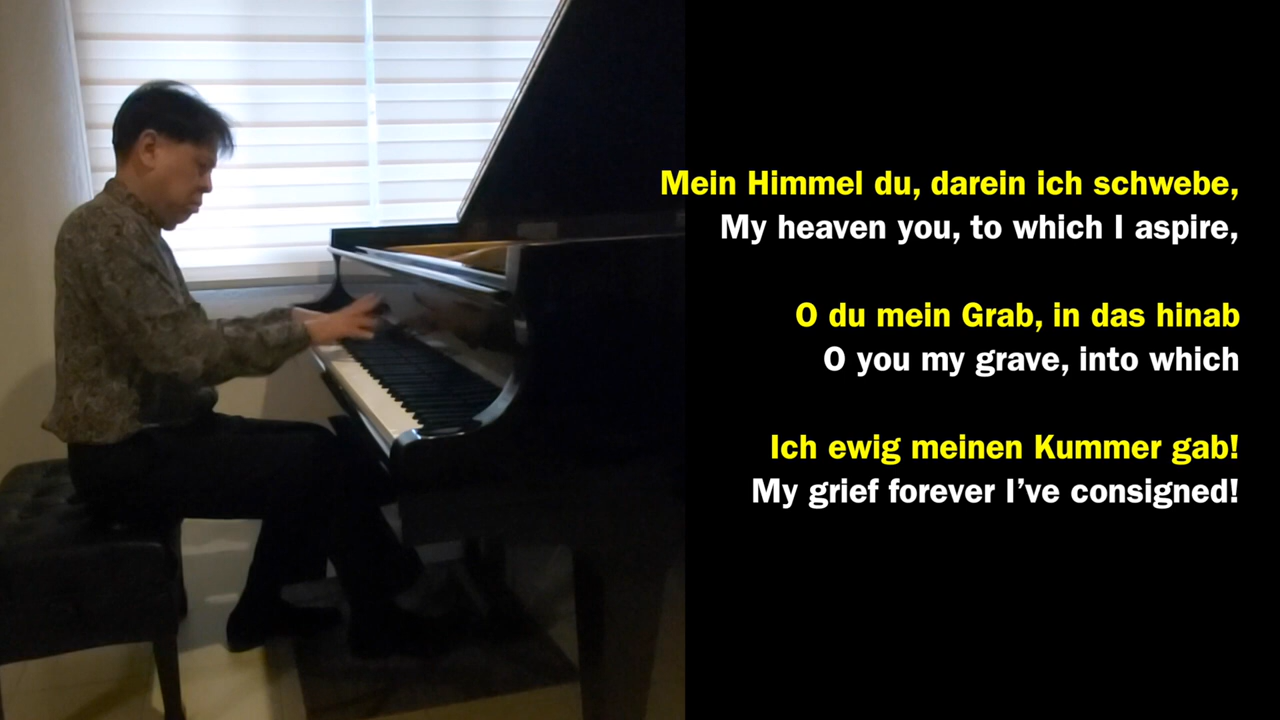 Mein Himmel du, darein ich schwebe,
My heaven you, to which I aspire,
O du mein Grab, in das hinab
O you my grave, into which
Ich ewig meinen Kummer gab!
My grief forever I’ve consigned!